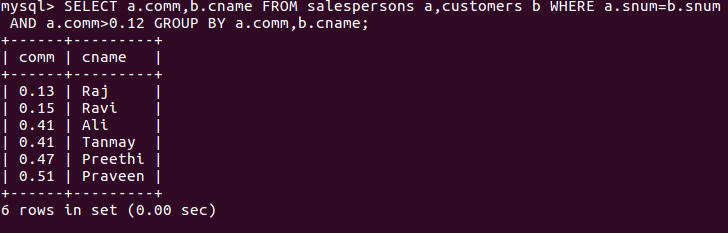 mysql> SELECT a.comm,b.cname FROM salespersons a,customers b WHERE a.snum=b.snum
 AND a.comm>0.12 GROUP BY a.comm,b.cname;
+------+---------+
| comm | cname   |
+------+---------+
| 0.13 | Raj     |
| 0.15 | Ravi    |
| 0.41 | Ali     |
| 0.41 | Tanmay  |
| 0.47 | Preethi |
| 0.51 | Praveen |
+------+---------+
6 rows in set (0.00 sec)